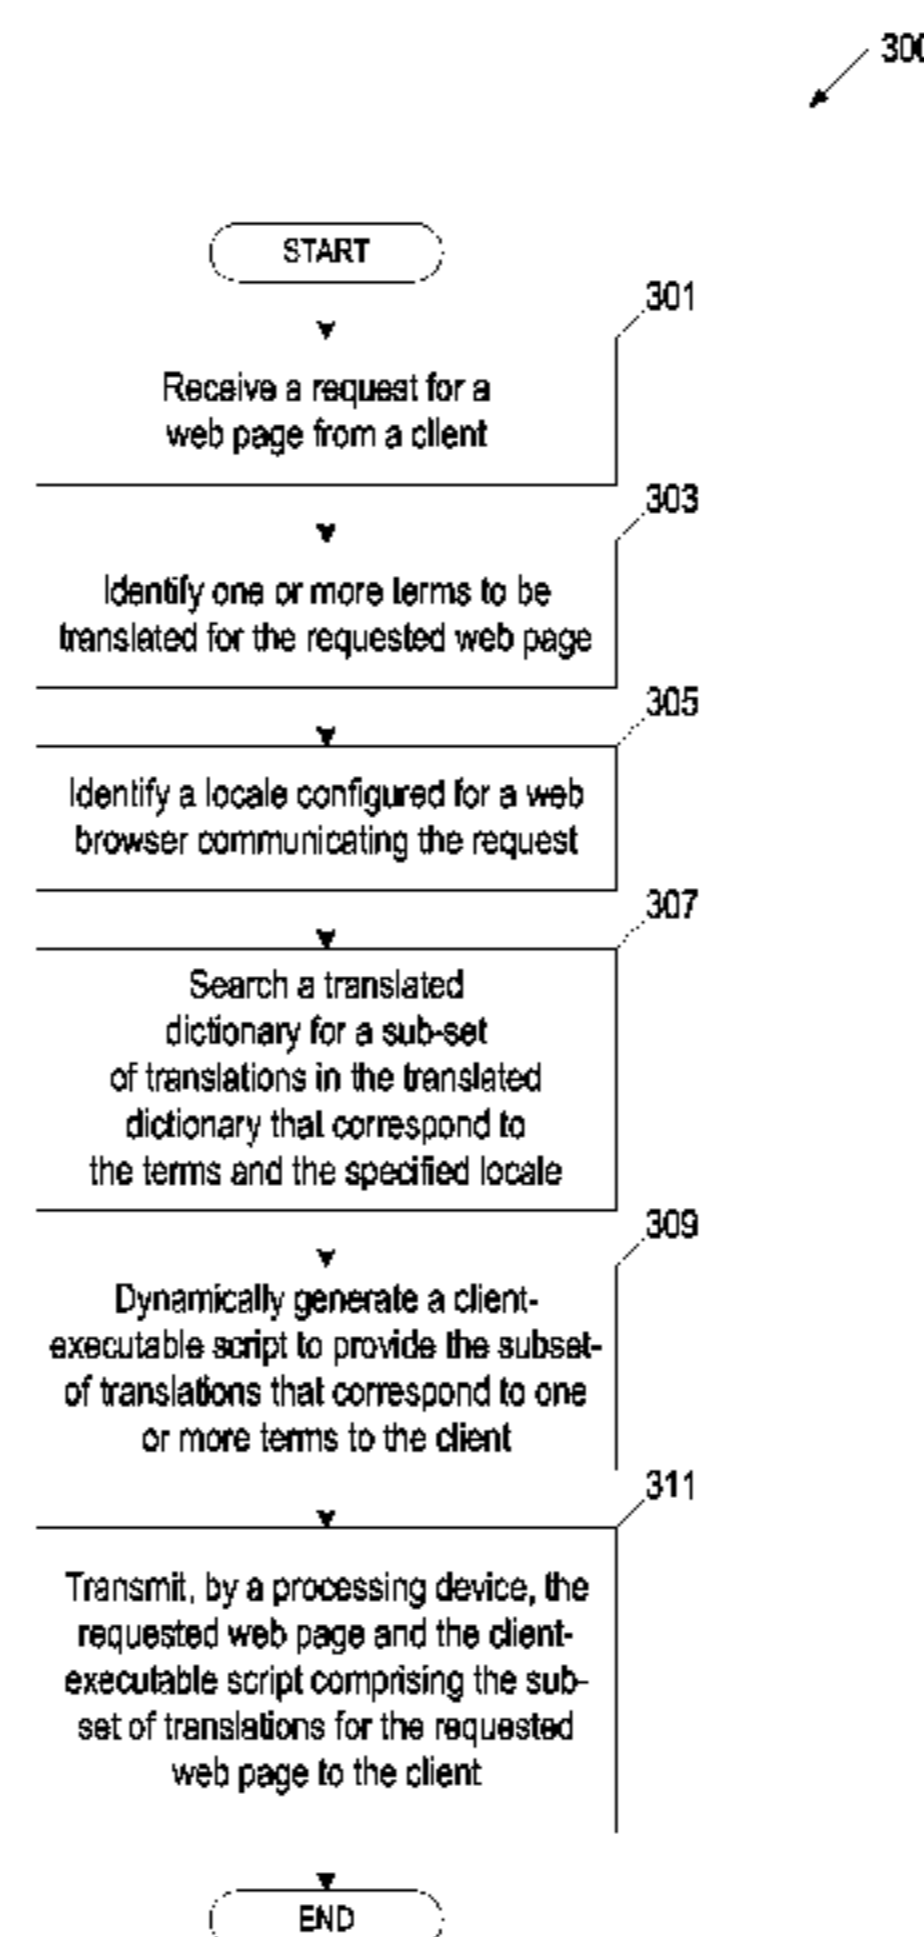 300
START
301
Receive a request for a
web page from a client
303
Identify one or more terms to be
translated for the requested web page
305
Identify a locale configured for a web
browser communicating the request
307
Search a translated
dictionary for a sub-set
of translations in the translated
dictionary that correspond to
the terms and the specified locale
309
Dynamically generate a client-
executable script to provide the subset-
of translations that correspond to one
or more terms to the client
311
Transmit, by a processing device, the
requested web page and the client-
executable script comprising the sub-
set of translations for the requested
web page to the client
END